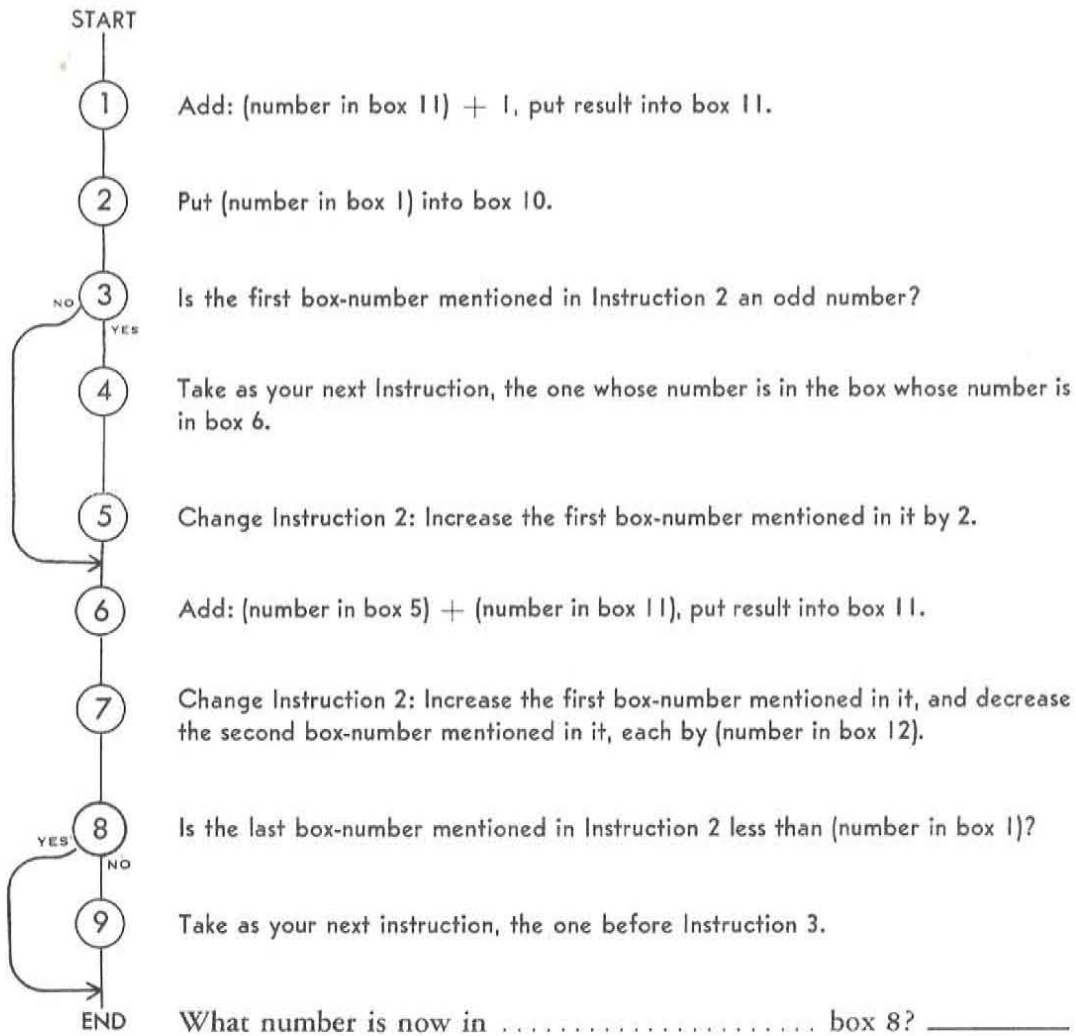 START
1 Add: (number in box 11) + 1, put result into box 11.
2 Put (number in box 1) into box 10.
3 Is the first box-number mentioned in Instruction 2 an odd number?
NO
YES
4 Take as your next Instruction, the one whose number is in the box whose number is
in box 6.
5 Change Instruction 2: Increase the first box-number mentioned in it by 2.
6 Add: (number in box 5) + (number in box 11), put result into box 11.
7 Change Instruction 2: Increase the first box-number mentioned in it, and decrease
the second box-number mentioned in it, each by (number in box 12).
8 Is the last box-number mentioned in Instruction 2 less than (number in box 1)?
YES
NO
9 Take as your next instruction, the one before Instruction 3.
END What number is now in ...................... box 8? ________